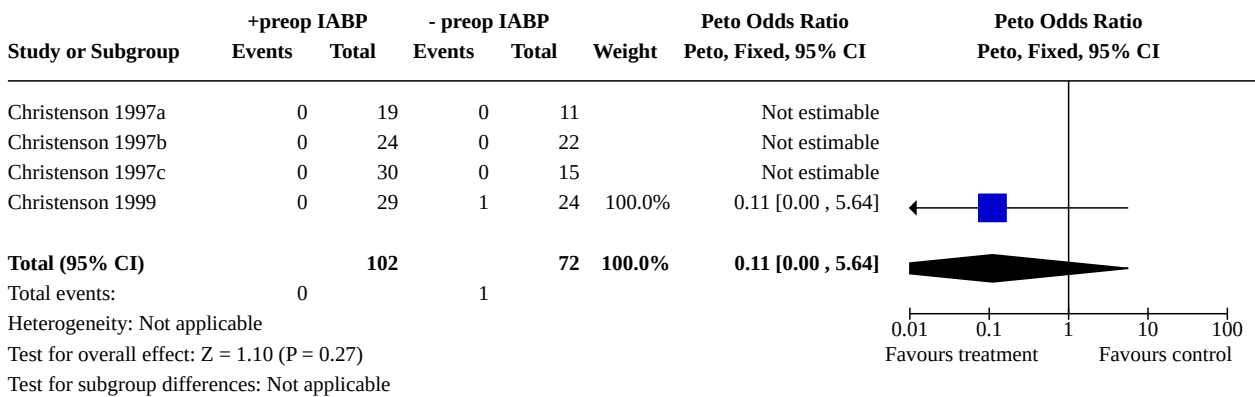 +preop IABP - preop IABP Peto Odds Ratio Peto Odds Ratio
Study or Subgroup Events Total Events Total Weight Peto, Fixed, 95% CI Peto, Fixed, 95% CI
Christenson 1997a 0 19 0 11 Not estimable
Christenson 1997b 0 24 0 22 Not estimable
Christenson 1997c 0 30 0 15 Not estimable
Christenson 1999 0 29 1 24 100.0% 0.11 [0.00 , 5.64]
Total (95% CI) 102 72 100.0% 0.11 [0.00 , 5.64]
Total events: 0 1
Heterogeneity: Not applicable
0.01 0.1 1 10 100
Test for overall effect: Z = 1.10 (P = 0.27) Favours treatment Favours control
Test for subgroup differences: Not applicable